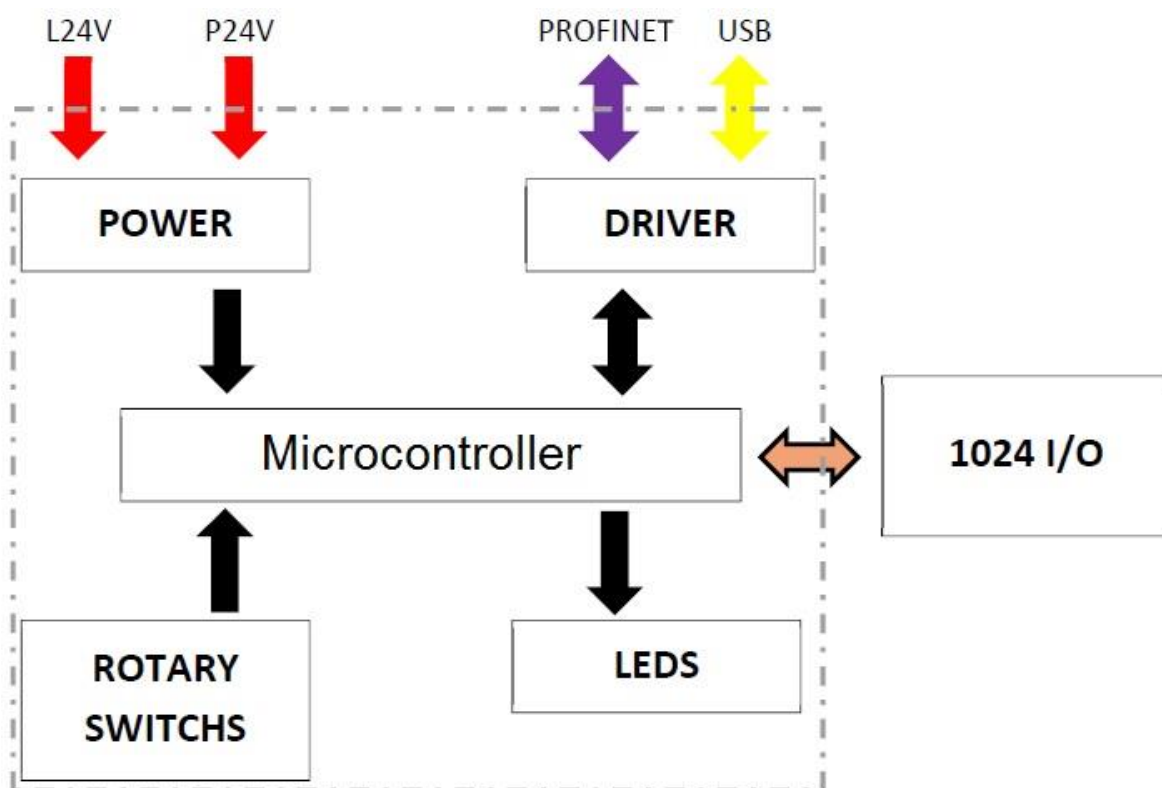 L24V
P24V
PROFINET
USB
POWER
DRIVER
Microcontroller
1024 I/O
ROTARY
SWITCHS
LEDS